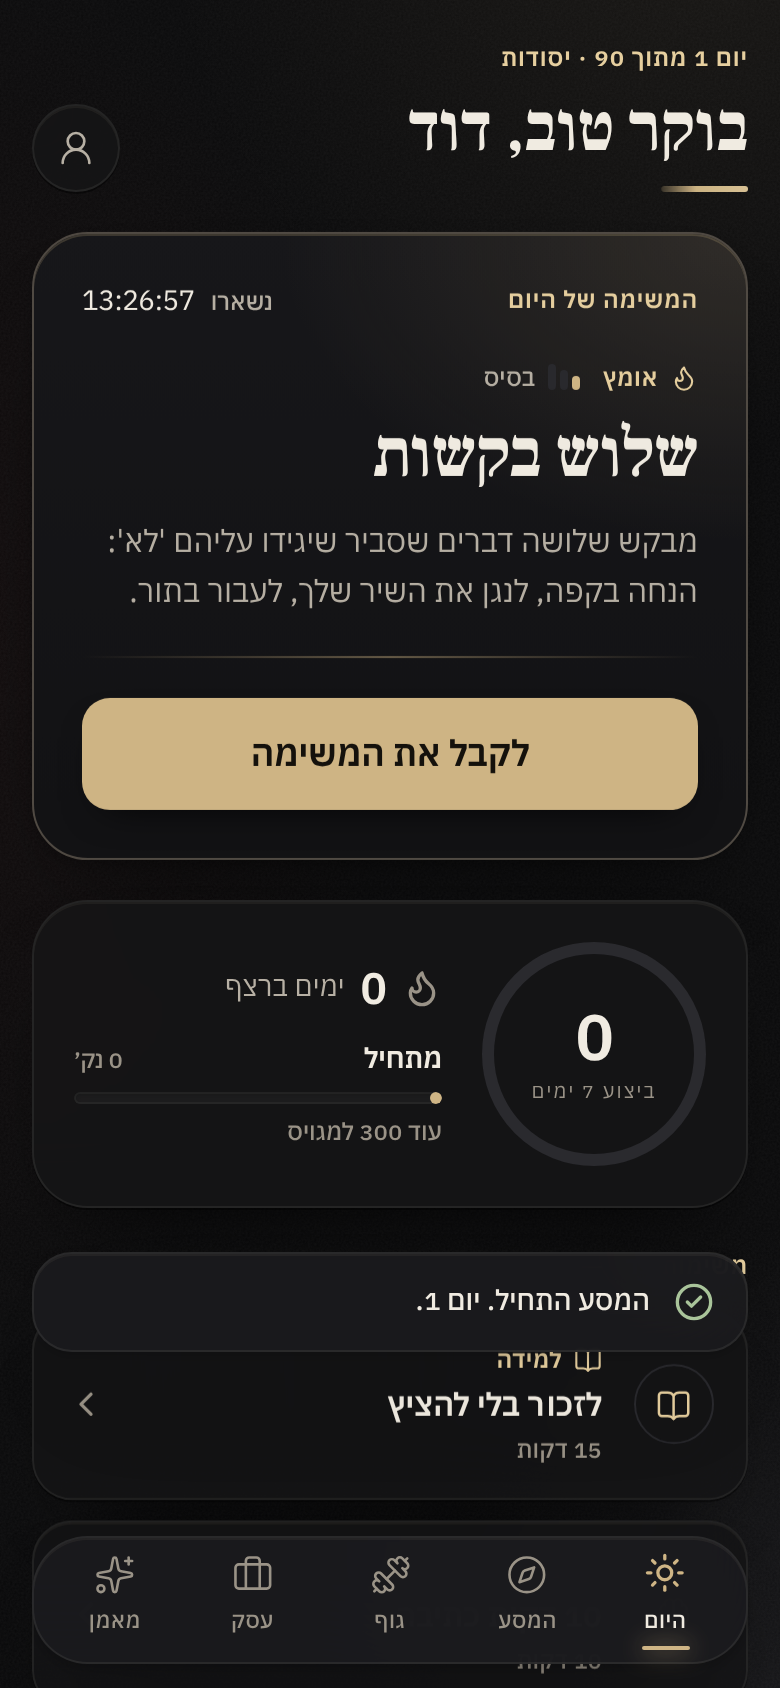 יום 1 מתוך 90 · יסודות
בוקר טוב, דוד
המשימה של היום
נשארו 13:26:57
אומץ בסיס
שלוש בקשות
מבקש שלושה דברים שסביר שיגידו עליהם 'לא':
הנחה בקפה, לנגן את השיר שלך, לעבור בתור.
לקבל את המשימה
0
ביצוע 7 ימים
0 ימים ברצף
מתחיל
0 נק׳
עוד 300 למגויס
המסע התחיל. יום 1.
למידה
לזכור בלי להציץ
15 דקות
היום
המסע
גוף
עסק
מאמן